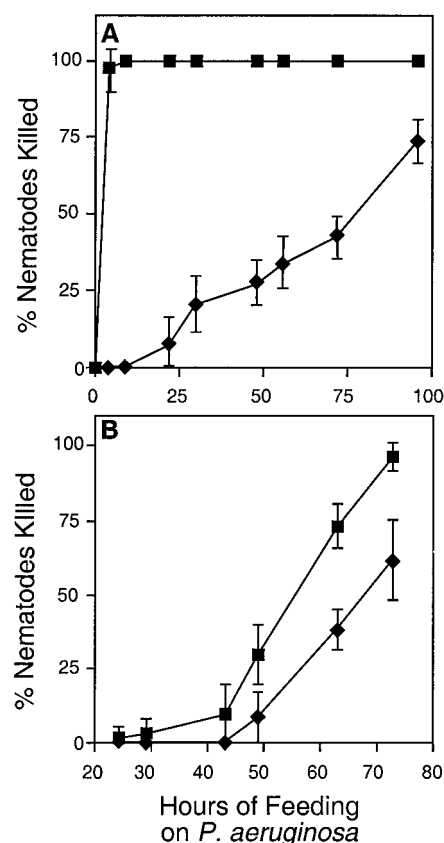 A
100
75
50
25
0
% Nematodes Killed
0 25 50 75 100
B
100
75
50
25
0
% Nematodes KIlled
20 30 40 50 60 70 80
Hours of Feeding
on P. aeruginosa